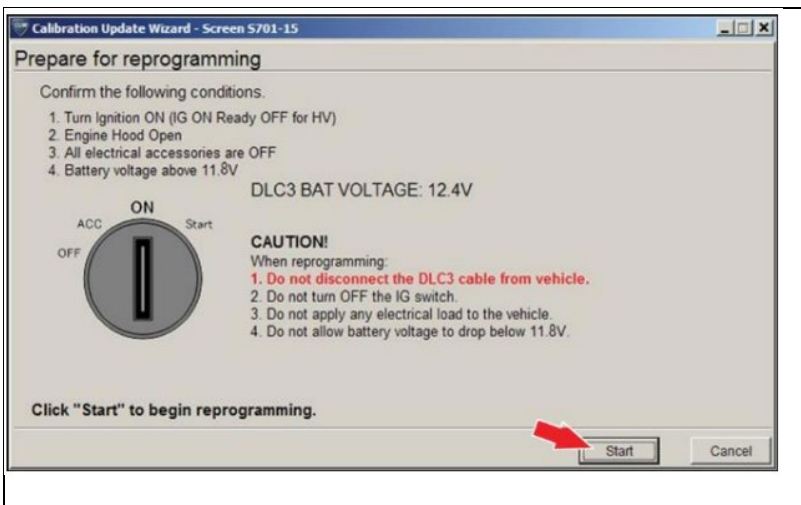 Calibration Update Wizard - Screen S701-15
Prepare for reprogramming
Confirm the following conditions.
1. Turn Ignition ON (IG ON Ready OFF for HV)
2. Engine Hood Open
3. All electrical accessories are OFF
4. Battery voltage above 11.8V
DLC3 BAT VOLTAGE: 12.4V
ON
ACC
Start
OFF
CAUTION!
When reprogramming:
1. Do not disconnect the DLC3 cable from vehicle.
2. Do not turn OFF the IG switch.
3. Do not apply any electrical load to the vehicle.
4. Do not allow battery voltage to drop below 11.8V.
Click "Start" to begin reprogramming.
Start
Cancel